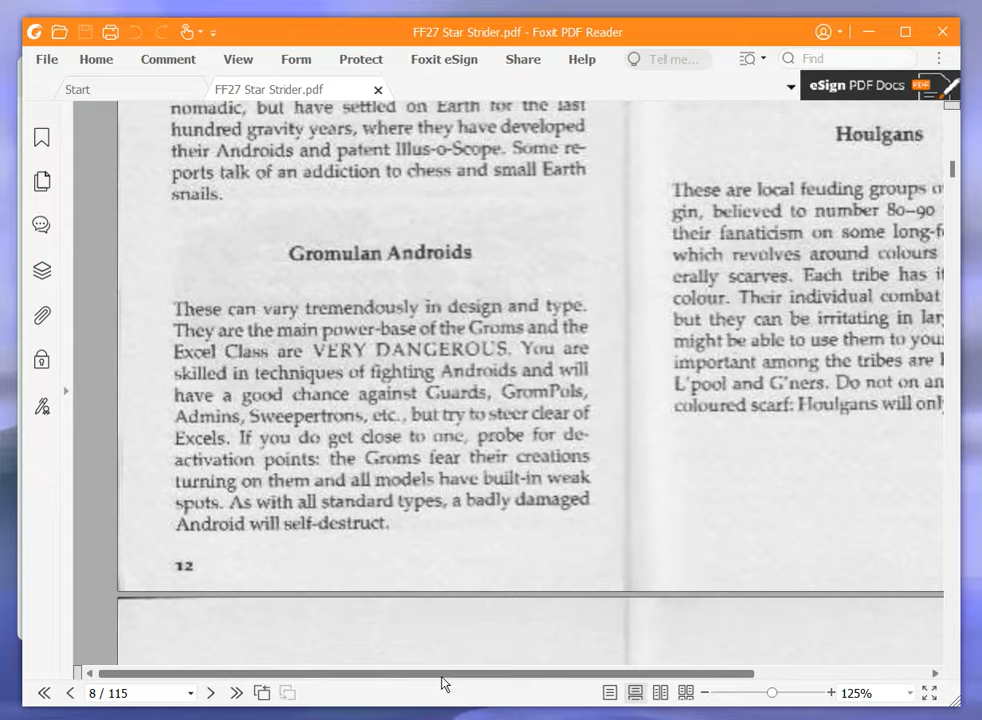 FF27 Star Strider.pdf - Foxit PDF Reader
File Home Comment View Form Protect Foxit eSign Share Help Tell me... Find
Start FF27 Star Strider.pdf eSign PDF Docs
nomadic, but have settled on Earth for the last
hundred gravity years, where they have developed
their Androids and patent Illus-o-Scope. Some re-
ports talk of an addiction to chess and small Earth
snails.
Gromulan Androids
These can vary tremendously in design and type.
They are the main power-base of the Groms and the
Excel Class are VERY DANGEROUS. You are
skilled in techniques of fighting Androids and will
have a good chance against Guards, GromPols,
Admins, Sweepertrons, etc., but try to steer clear of
Excels. If you do get close to one, probe for de-
activation points: the Groms fear their creations
turning on them and all models have built-in weak
spots. As with all standard types, a badly damaged
Android will self-destruct.
12
Houlgans
These are local feuding groups
gin, believed to number 80–90
their fanaticism on some
which revolves around colours
erally scarves. Each tribe has
colour. Their individual combat
but they can be irritating in
might be able to use them to
important among the tribes are
L'pool and G'ners. Do not on
coloured scarf: Houlgans will
8 / 115 125%